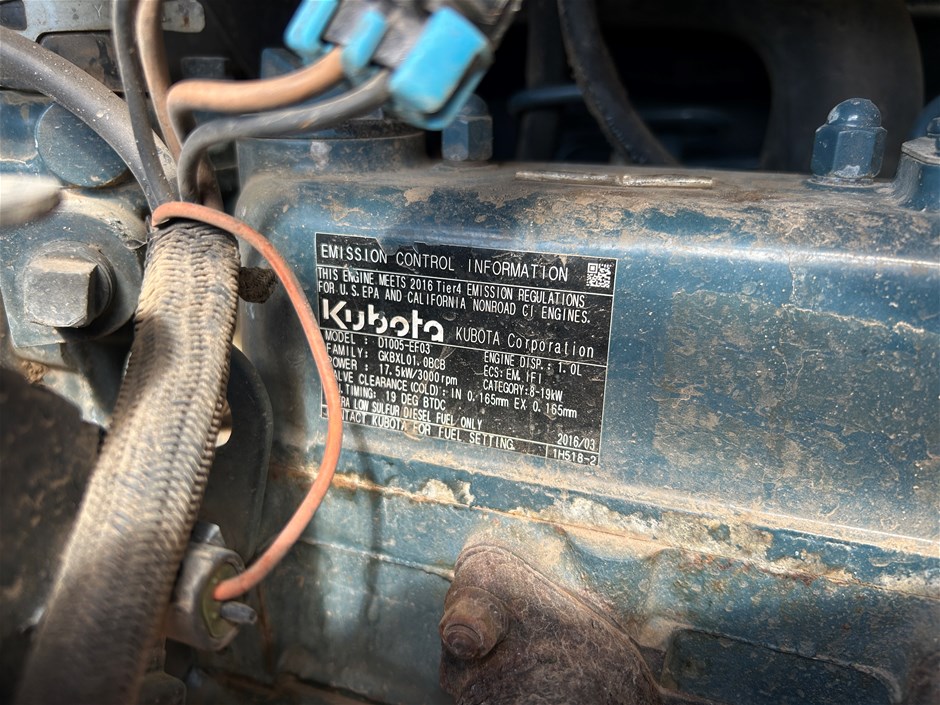 EMISSION CONTROL INFORMATION
THIS ENGINE MEETS 2016 Tier4 EMISSION REGULATIONS
FOR U.S.EPA AND CALIFORNIA NONROAD CI ENGINES.
Kubota KUBOTA Corporation
MODEL : D1005-EF03 ENGINE DISP.: 1.0L
FAMILY: GKBXL01.0BCB ECS: EM,IFI
POWER : 17.5kW/3000rpm CATEGORY:8-19kW
CLEARANCE (COLD): IN 0.165mm EX 0.165mm
TIMING: 19 DEG BTDC
LOW SULFUR DIESEL FUEL ONLY 2016/03
CONTACT KUBOTA FOR FUEL SETTING. 1H518-2